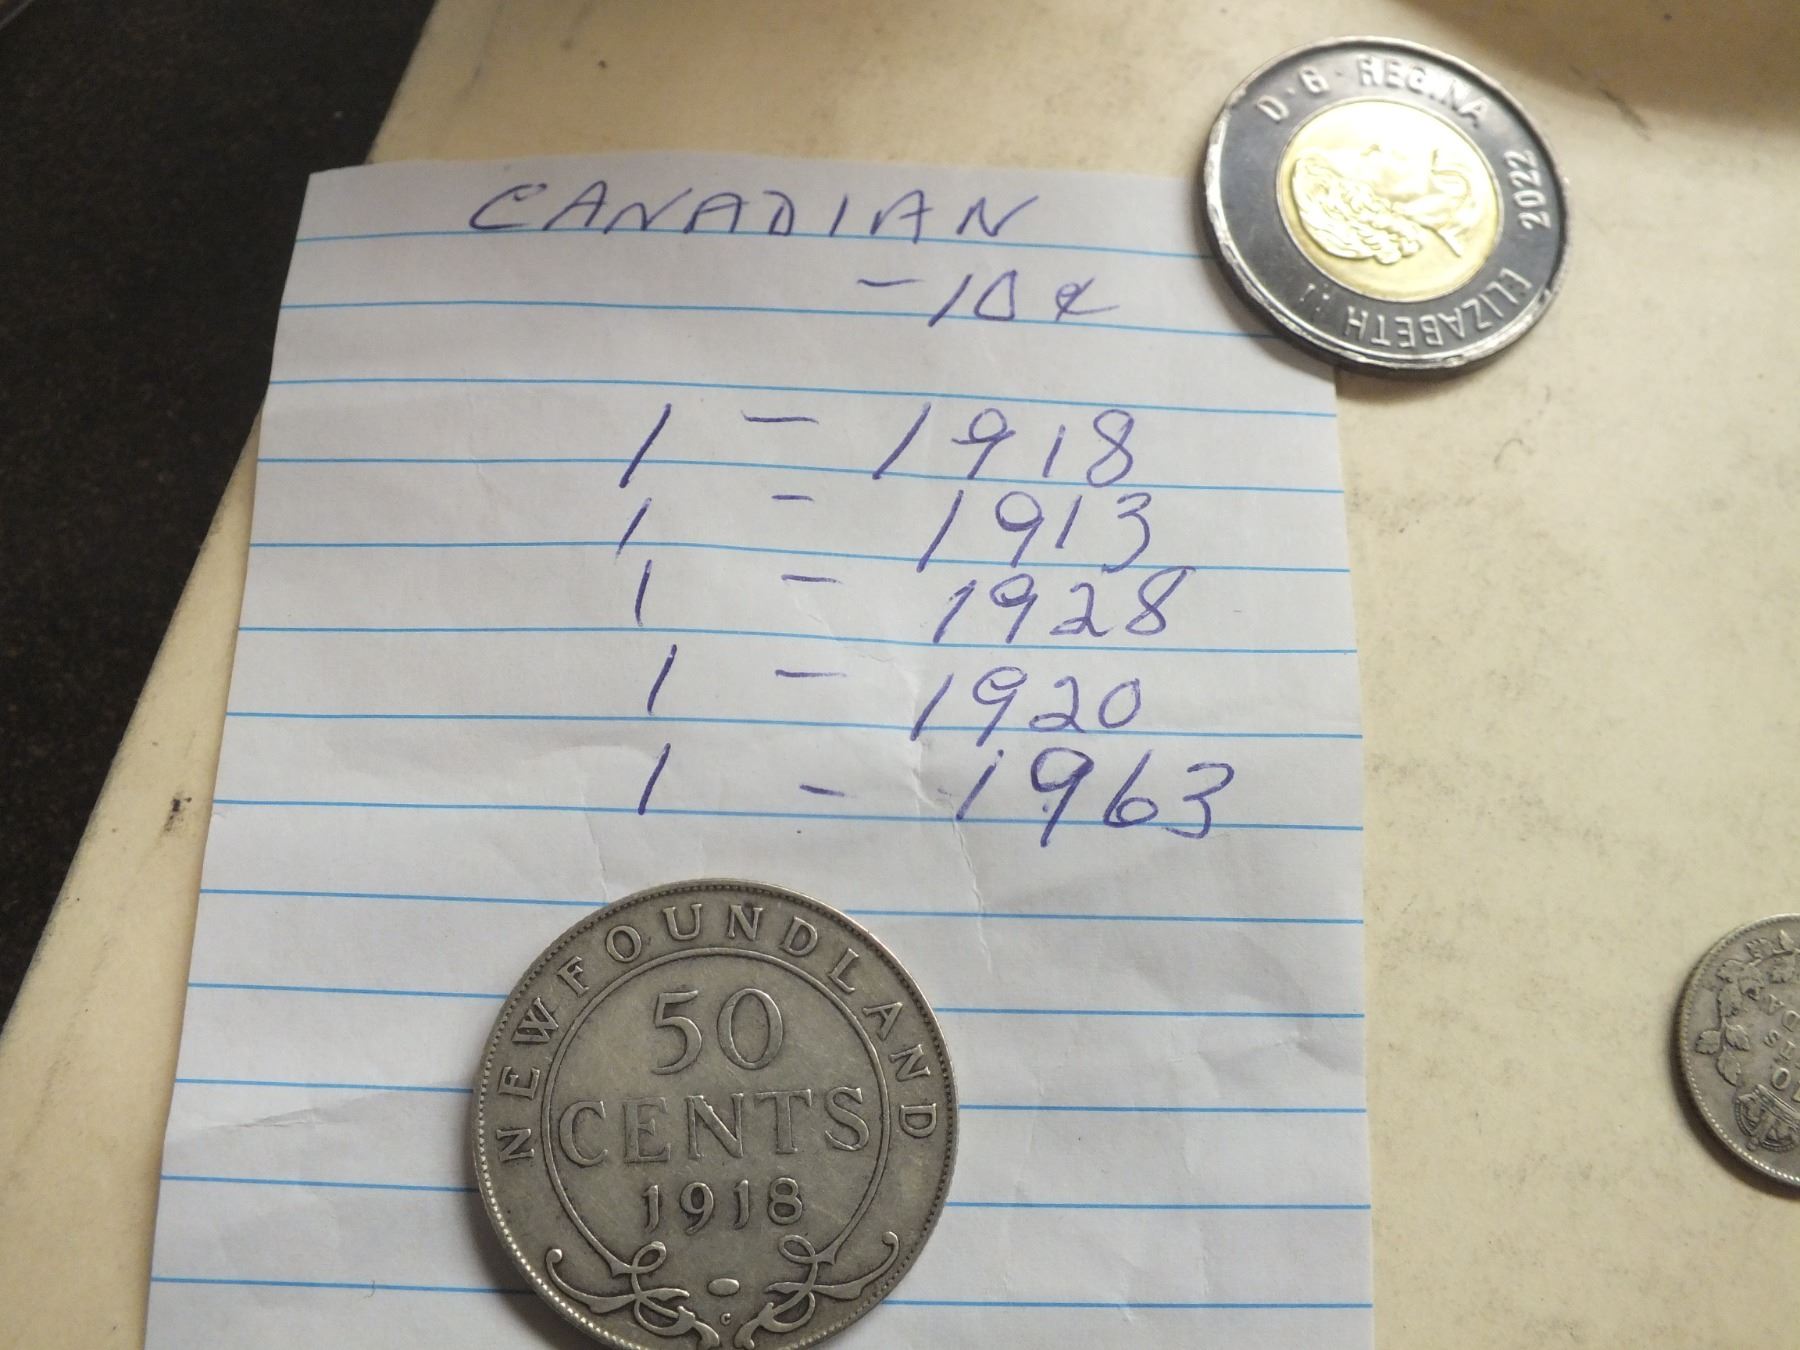 CANADIAN
- 10 ¢
1 - 1918
1 - 1913
1 - 1928
1 - 1920
1 - 1963
D·G·REGINA
2022
ELIZABETH II
NEWFOUNDLAND
50
CENTS
1918
C
10